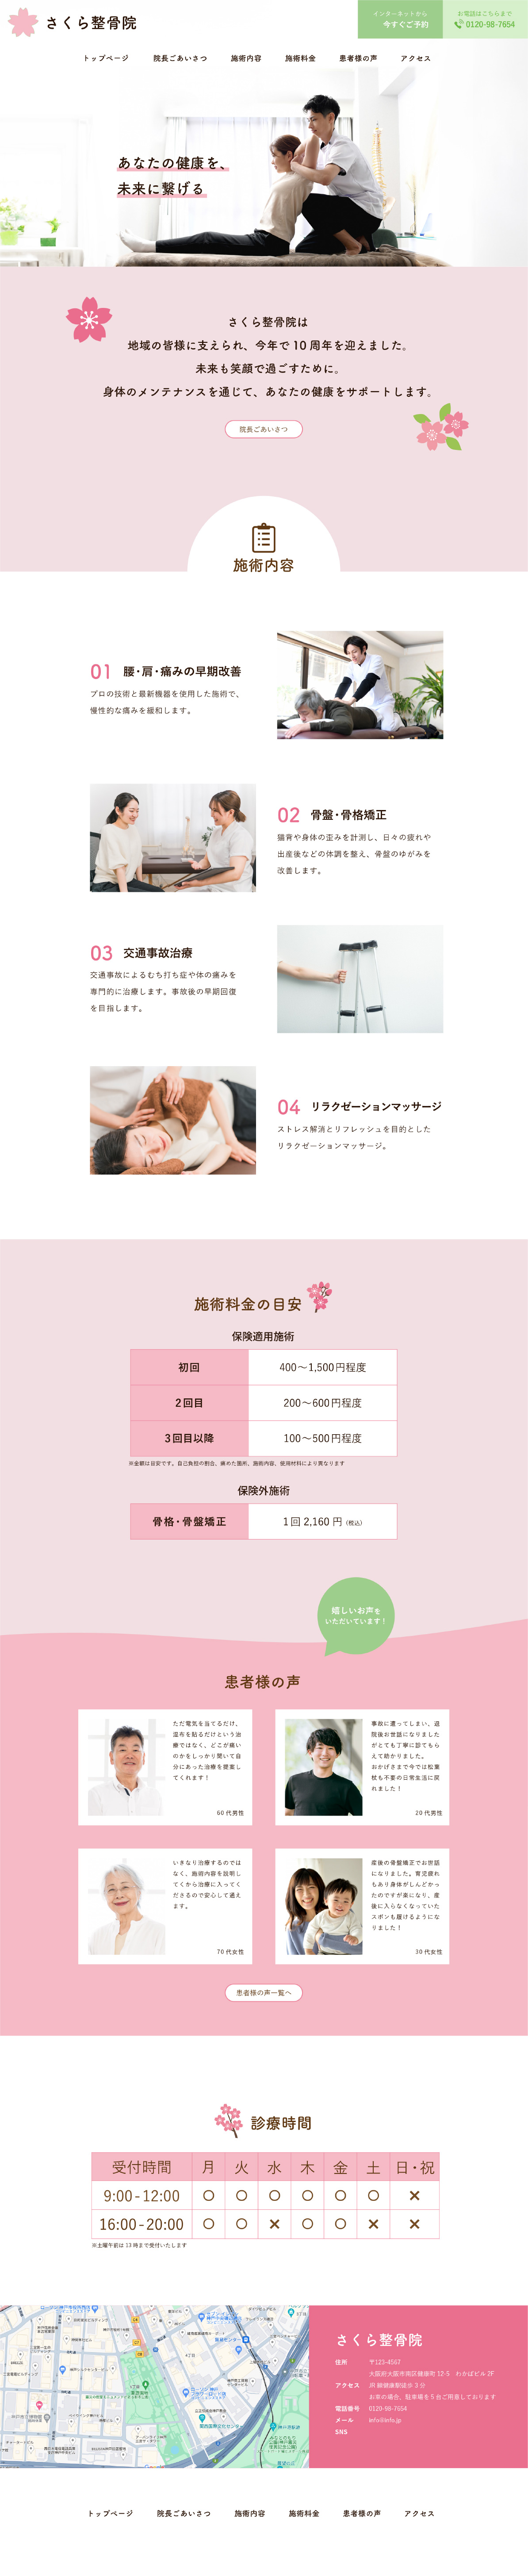 さくら整骨院
インターネットから
今すぐご予約
お電話はこちらまで
0120-98-7654
トップページ 院長ごあいさつ 施術内容 施術料金 患者様の声 アクセス
あなたの健康を、
未来に繋げる
さくら整骨院は
地域の皆様に支えられ、今年で10周年を迎えました。
未来も笑顔で過ごすために。
身体のメンテナンスを通じて、あなたの健康をサポートします。
院長ごあいさつ
施術内容
01 腰・肩・痛みの早期改善
プロの技術と最新機器を使用した施術で、
慢性的な痛みを緩和します。
02 骨盤・骨格矯正
猫背や身体の歪みを計測し、日々の疲れや
出産後などの体調を整え、骨盤のゆがみを
改善します。
03 交通事故治療
交通事故によるむち打ち症や体の痛みを
専門的に治療します。事故後の早期回復
を目指します。
04 リラクゼーションマッサージ
ストレス解消とリフレッシュを目的とした
リラクゼーションマッサージ。
施術料金の目安
保険適用施術
初回 400〜1,500円程度
2回目 200〜600円程度
3回目以降 100〜500円程度
※金額は目安です。自己負担の割合、痛めた箇所、施術内容、使用材料により異なります
保険外施術
骨格・骨盤矯正 1回 2,160 円 (税込)
嬉しいお声を
いただいています！
患者様の声
ただ電気を当てるだけ、
湿布を貼るだけという治
療ではなく、どこが痛い
のかをしっかり聞いて自
分にあった治療を提案し
てくれます！
60代男性
事故に遭ってしまい、退
院後お世話になりました
がとても丁寧に診てもら
えて助かりました。
おかげさまで今では松葉
杖も不要の日常生活に戻
れました！
20代男性
いきなり治療するのでは
なく、施術内容を説明し
てくから治療に入ってく
ださるので安心して通え
ます。
70代女性
産後の骨盤矯正でお世話
になりました。育児疲れ
もあり身体がしんどかっ
たのですが楽になり、産
後に入らなくなっていた
ズボンも履けるようにな
りました！
30代女性
患者様の声一覧へ
診療時間
受付時間 月 火 水 木 金 土 日・祝
9:00-12:00 ○ ○ ○ ○ ○ ○ ×
16:00-20:00 ○ ○ × ○ ○ × ×
※土曜午前は13時まで受付いたします
さくら整骨院
住所 〒123-4567
大阪府大阪市南区健康町 12-5 わかばビル 2F
アクセス JR 綿健康駅徒歩3分
お車の場合、駐車場を5台ご用意しております
電話番号 0120-98-7654
メール info@info.jp
SNS
トップページ 院長ごあいさつ 施術内容 施術料金 患者様の声 アクセス